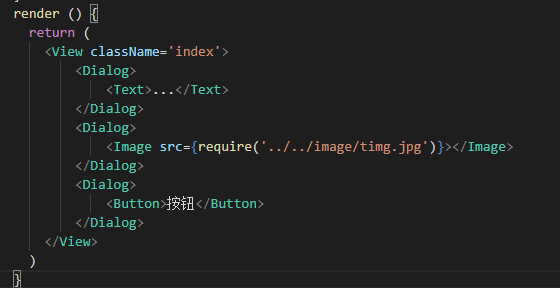 render () {
return (
<View className='index'>
<Dialog>
<Text>...</Text>
</Dialog>
<Dialog>
<Image src={require('../../image/timg.jpg')}></Image>
</Dialog>
<Dialog>
<Button>按钮</Button>
</Dialog>
</View>
)
}